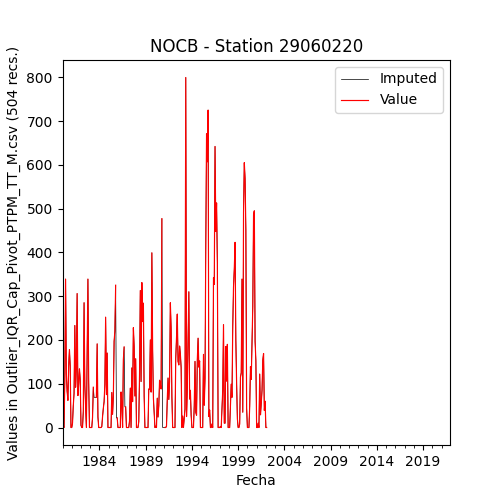 NOCB - Station 29060220
Values in Outlier_IQR_Cap_Pivot_PTPM_TT_M.csv (504 recs.)
800
700
600
500
400
300
200
100
0
Imputed
Value
1984 1989 1994 1999 2004 2009 2014 2019
Fecha